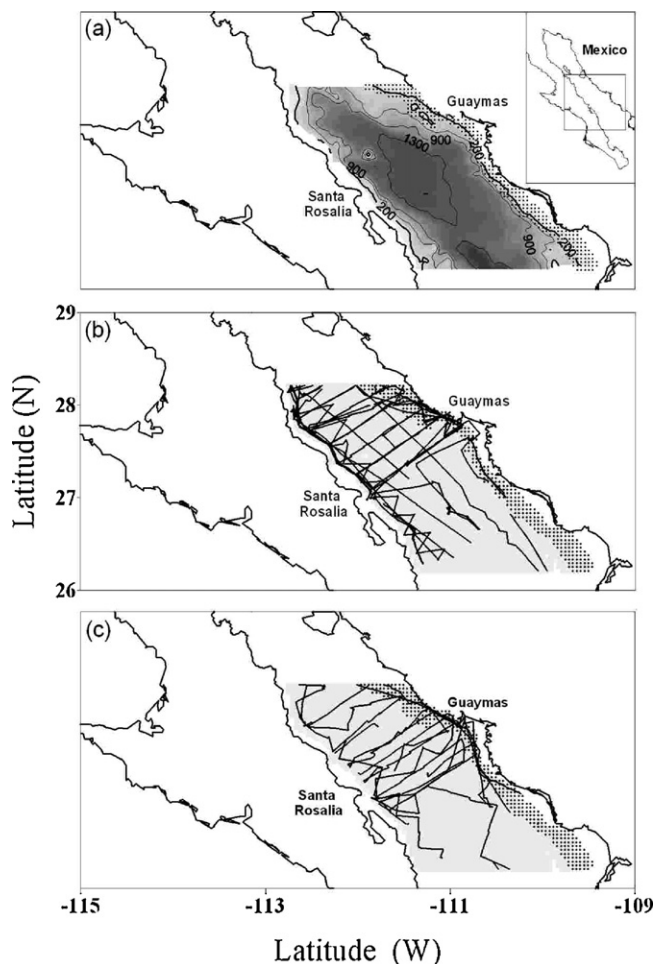 (a)
Mexico
Guaymas
1300
900
200
900
Santa
Rosalia
200
900
200
29
(b)
28
Guaymas
Latitude (N)
27
Santa
Rosalia
26
(c)
Guaymas
Santa
Rosalia
-115
-113
-111
-109
Latitude (W)